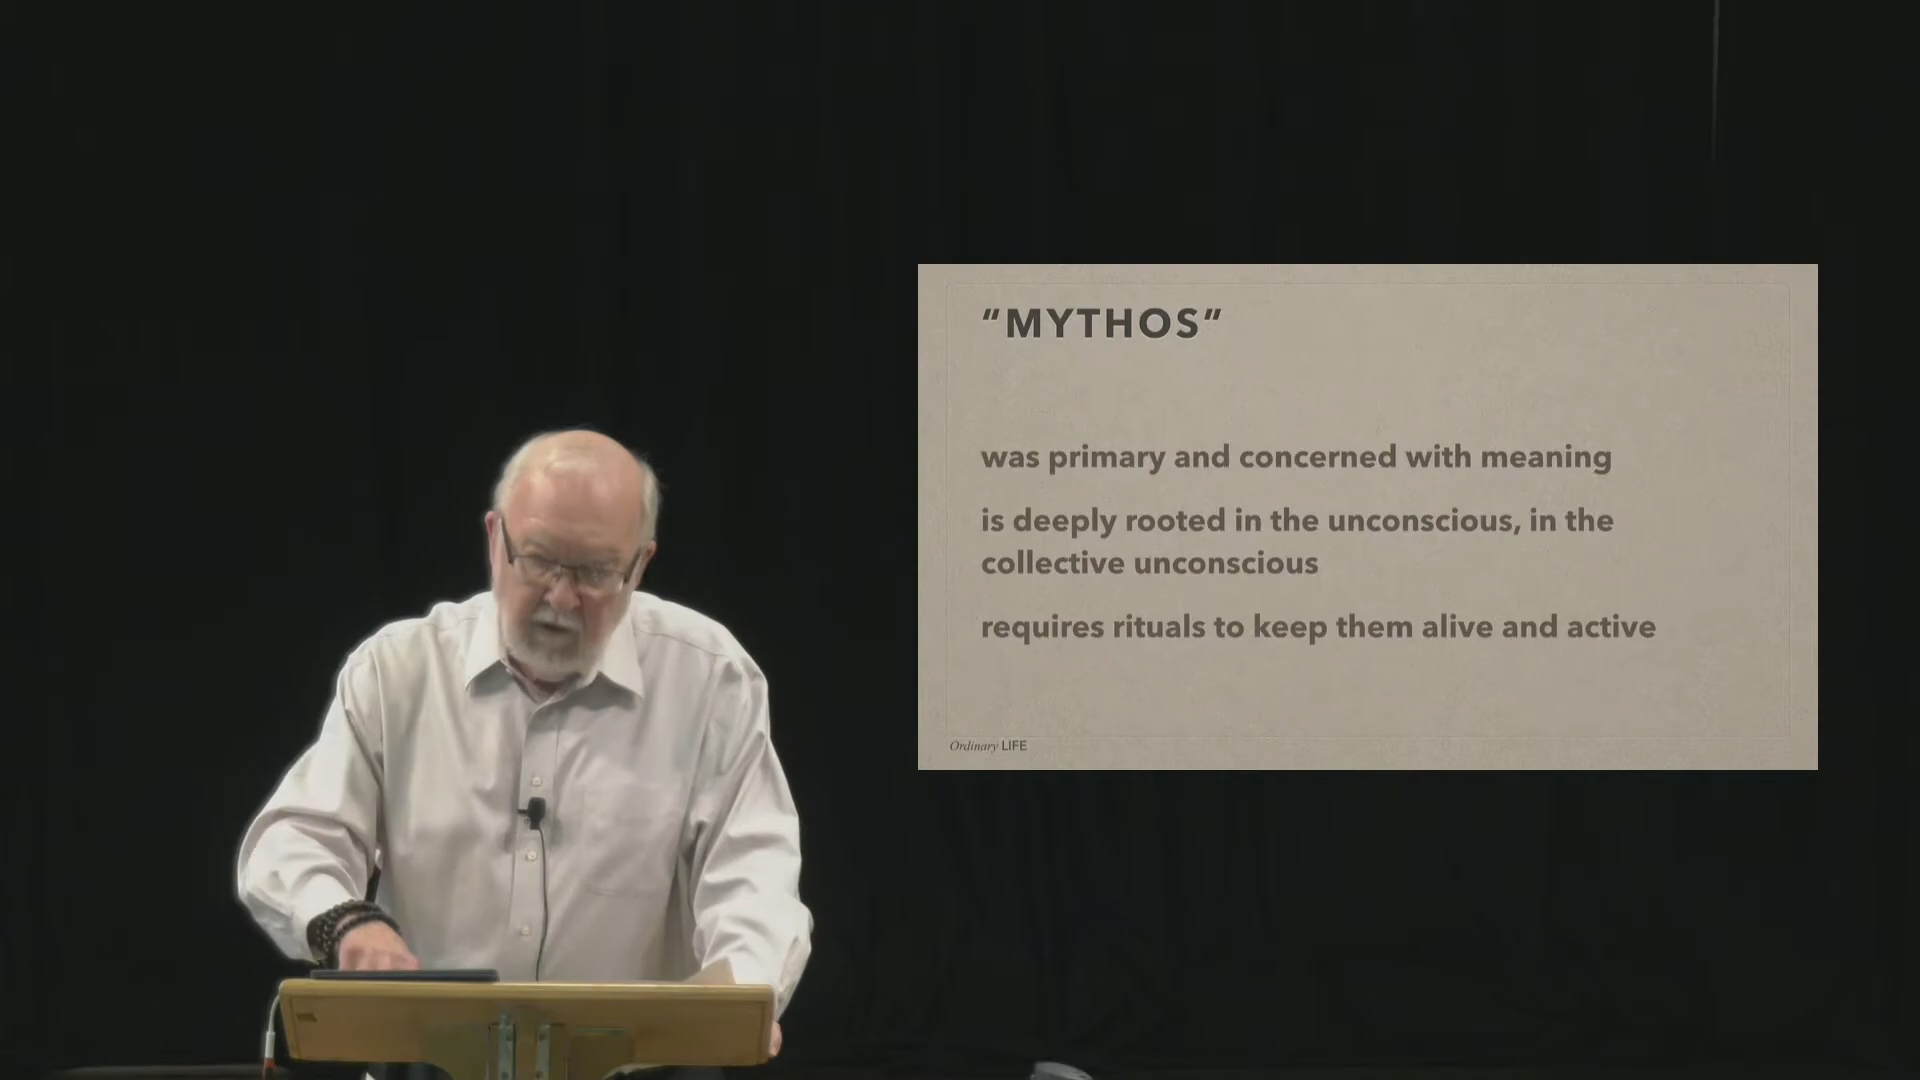 "MYTHOS"
was primary and concerned with meaning
is deeply rooted in the unconscious, in the
collective unconscious
requires rituals to keep them alive and active
Ordinary LIFE